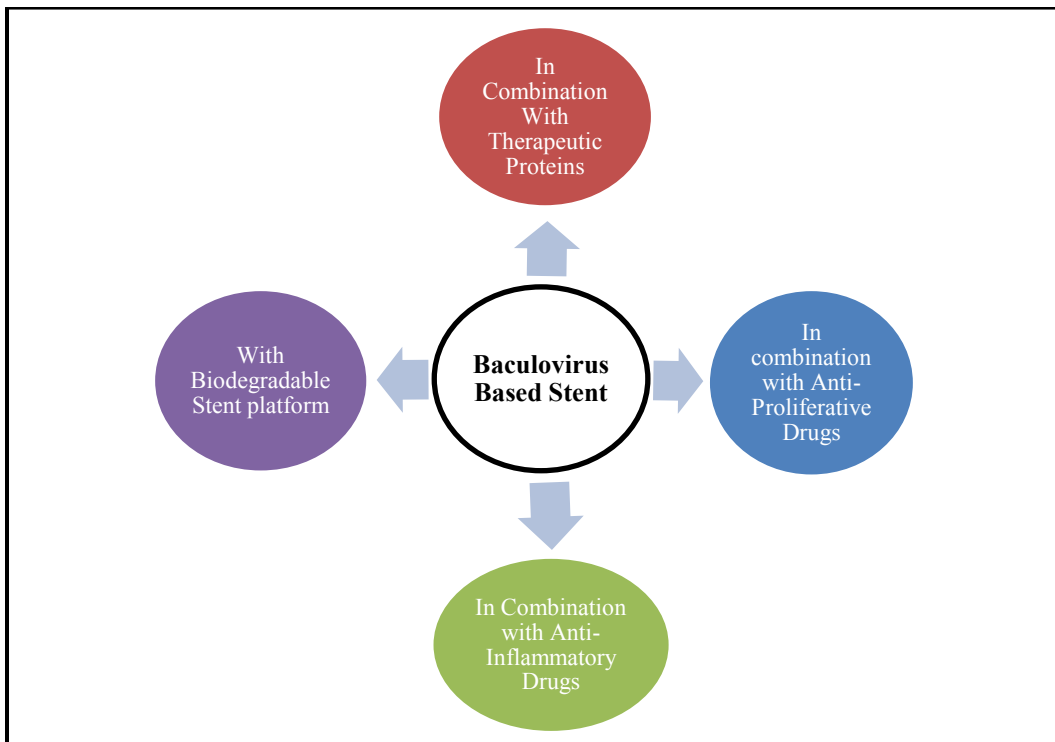 In
Combination
With
Therapeutic
Proteins
With
Biodegradable
Stent platform
Baculovirus
Based Stent
In
combination
with Anti-
Proliferative
Drugs
In Combination
with Anti-
Inflammatory
Drugs